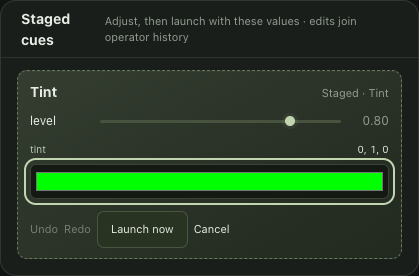 Staged cues
Adjust, then launch with these values · edits join operator history
Tint
Staged · Tint
level
0.80
tint
0, 1, 0
Undo Redo Launch now Cancel